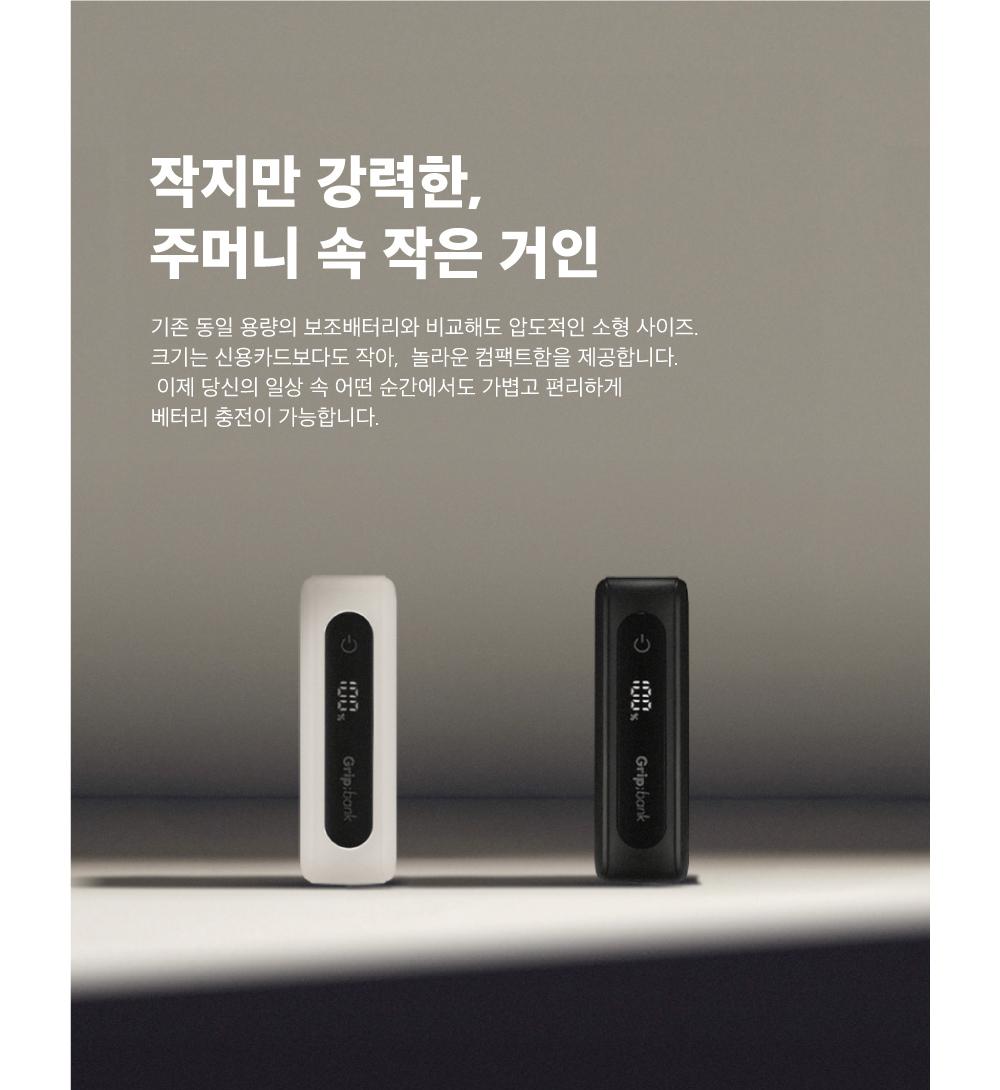 작지만 강력한,
주머니 속 작은 거인
기존 동일 용량의 보조배터리와 비교해도 압도적인 소형 사이즈.
크기는 신용카드보다도 작아, 놀라운 컴팩트함을 제공합니다.
이제 당신의 일상 속 어떤 순간에서도 가볍고 편리하게
베터리 충전이 가능합니다.
100%
Grip;bank
100%
Grip;bank